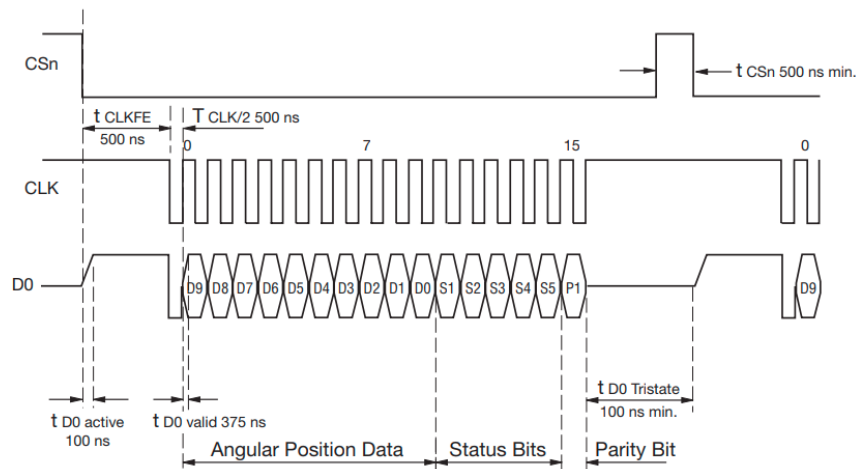 CSn
t CSn 500 ns min.
t CLKFE
500 ns
T CLK/2 500 ns
0 7 15 0
CLK
D0
D9 D8 D7 D6 D5 D4 D3 D2 D1 D0 S1 S2 S3 S4 S5 P1 D9
t D0 active
100 ns
t D0 valid 375 ns
t D0 Tristate
100 ns min.
Angular Position Data Status Bits Parity Bit